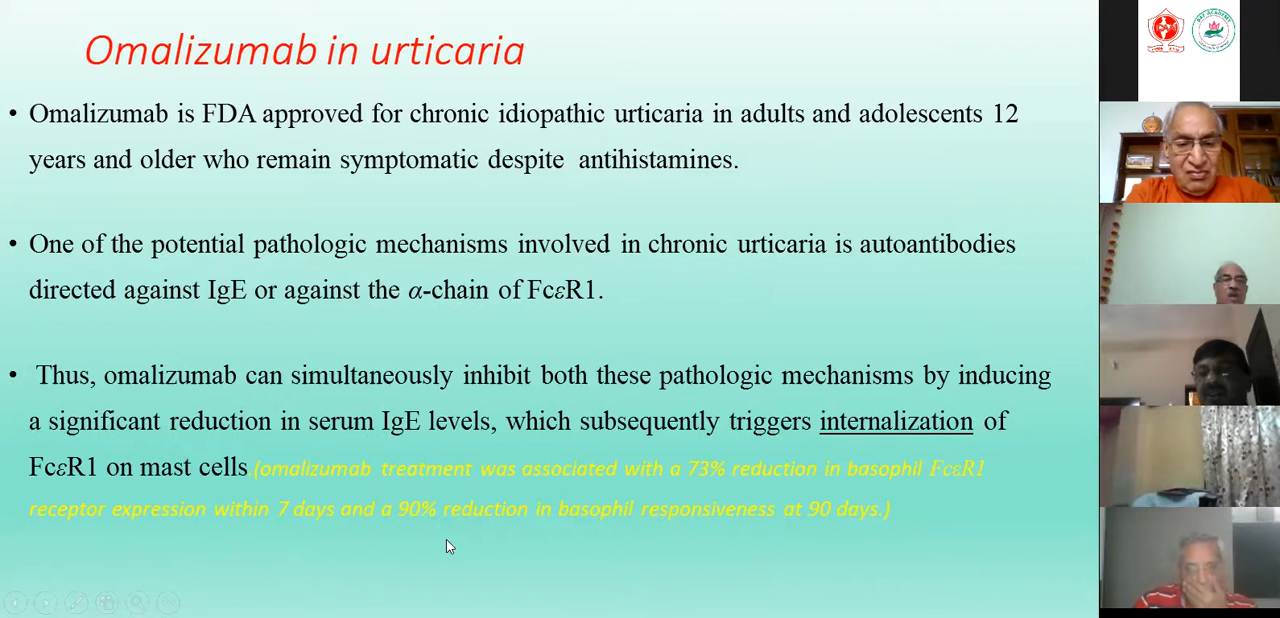 Omalizumab in urticaria
• Omalizumab is FDA approved for chronic idiopathic urticaria in adults and adolescents 12
years and older who remain symptomatic despite antihistamines.
• One of the potential pathologic mechanisms involved in chronic urticaria is autoantibodies
directed against IgE or against the α-chain of FcεR1.
• Thus, omalizumab can simultaneously inhibit both these pathologic mechanisms by inducing
a significant reduction in serum IgE levels, which subsequently triggers internalization of
FcεR1 on mast cells (omalizumab treatment was associated with a 73% reduction in basophil FcεR1
receptor expression within 7 days and a 90% reduction in basophil responsiveness at 90 days.)